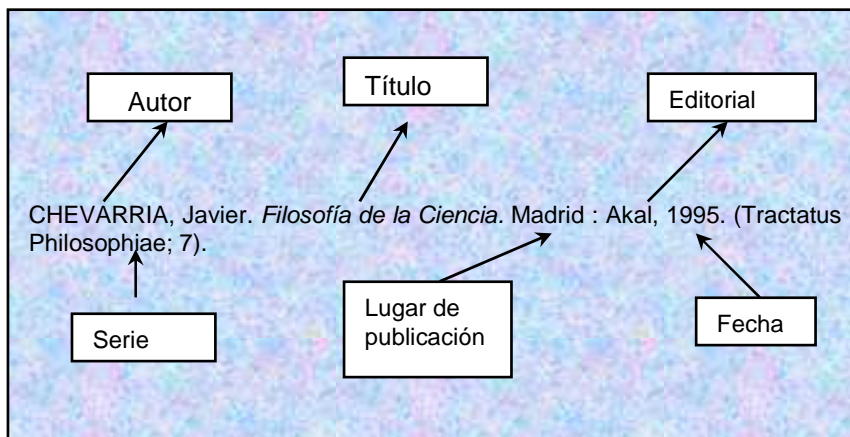 Autor
Título
Editorial
CHEVARRIA, Javier. Filosofía de la Ciencia. Madrid : Akal, 1995. (Tractatus
Philosophiae; 7).
Serie
Lugar de
publicación
Fecha